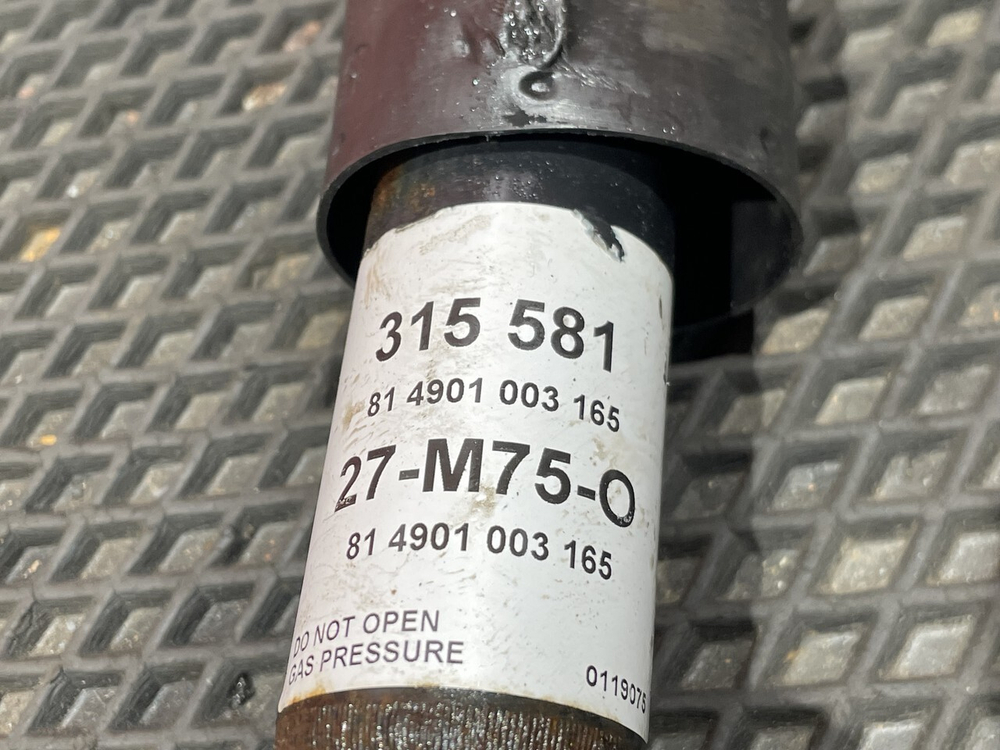 315 581
81 4901 003 165
27-M75-O
81 4901 003 165
DO NOT OPEN
GAS PRESSURE
0119075